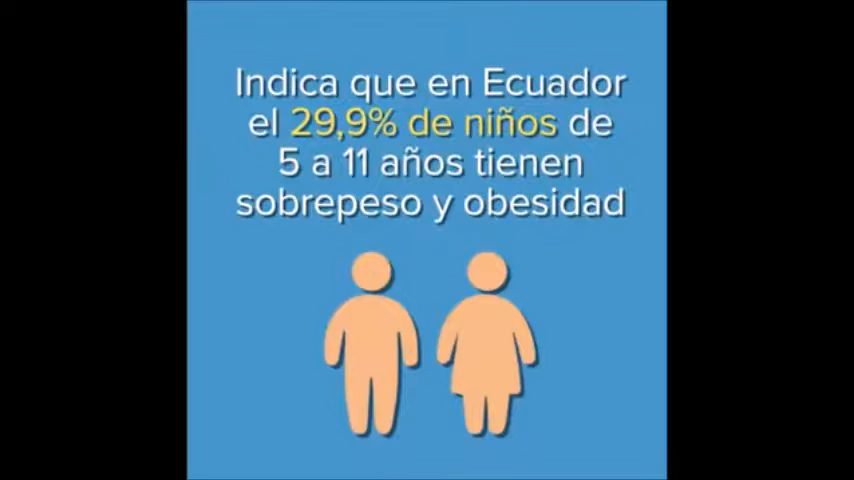 Indica que en Ecuador
el 29,9% de niños de
5 a 11 años tienen
sobrepeso y obesidad